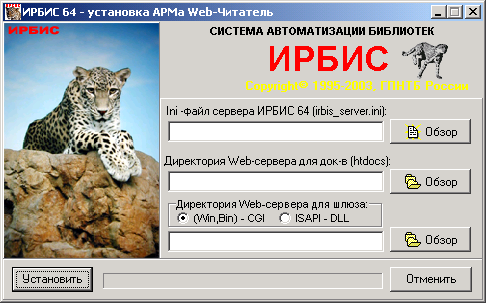 ИРБИС 64 - установка АРМа Web-Читатель
ИРБИС
СИСТЕМА АВТОМАТИЗАЦИИ БИБЛИОТЕК
ИРБИС
Copyright© 1995-2003, ГПНТБ России
Ini -файл сервера ИРБИС 64 (irbis_server.ini):
Обзор
Директория Web-сервера для док-в (htdocs):
Обзор
Директория Web-сервера для шлюза:
(Win,Bin) - CGI ISAPI - DLL
Обзор
Установить Отменить